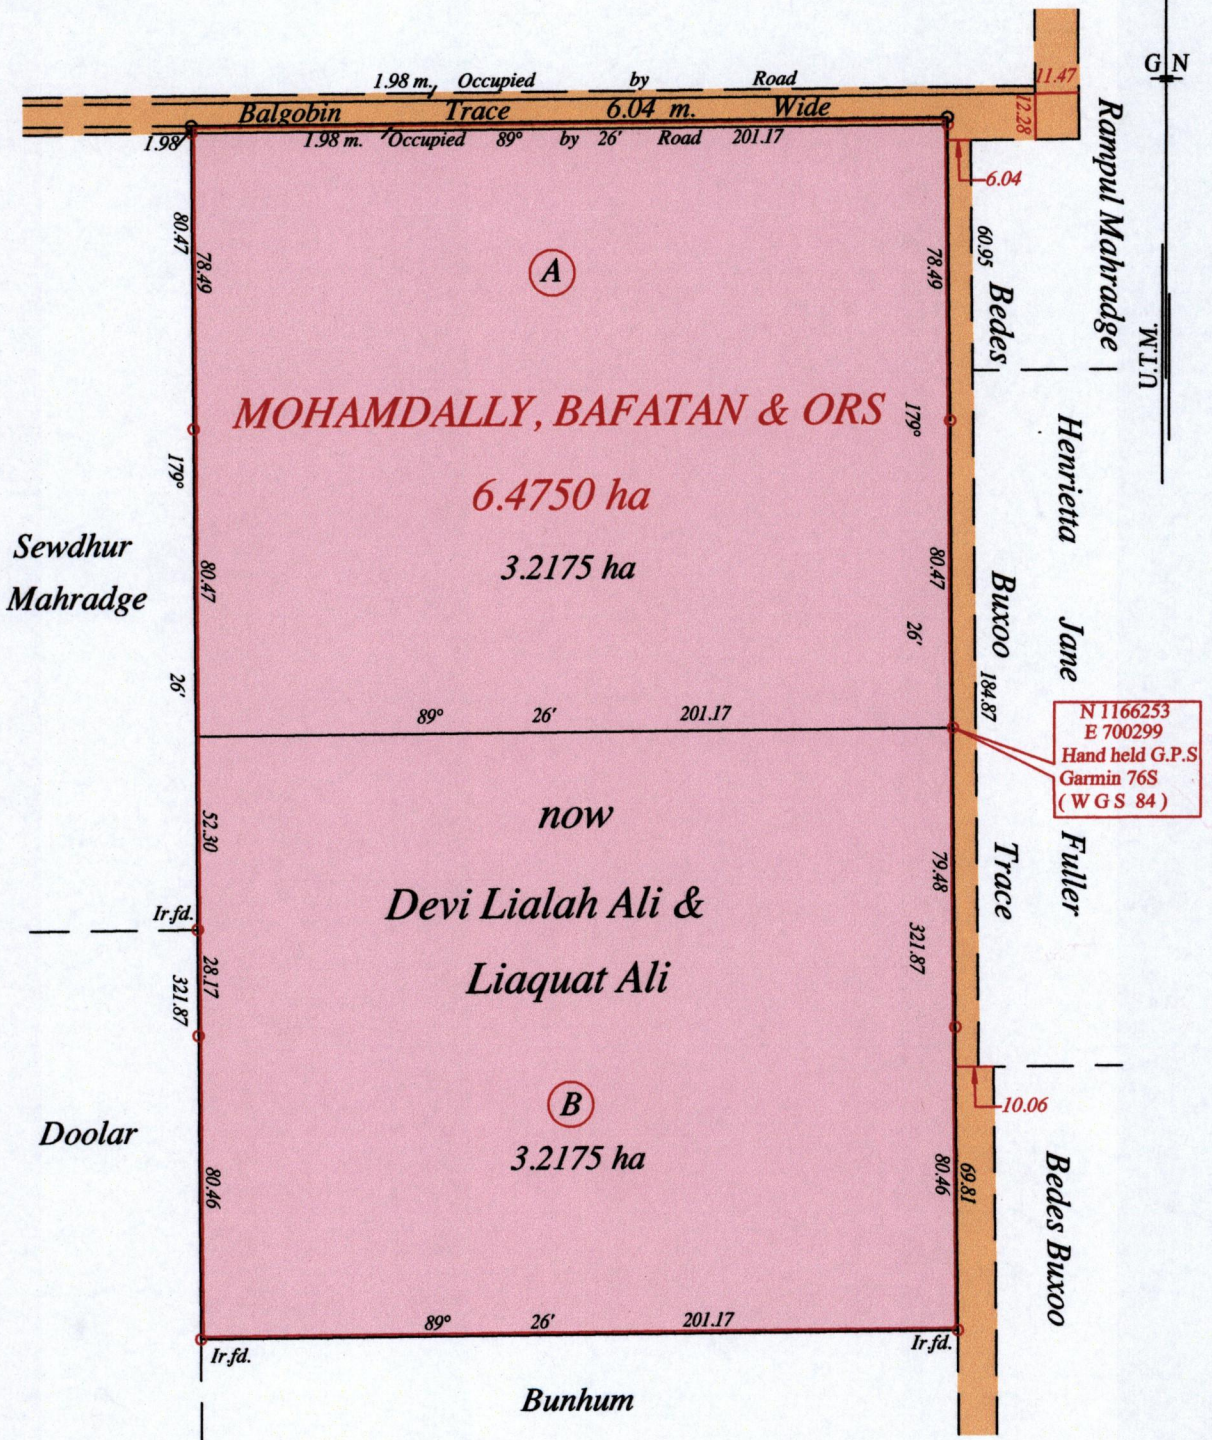 G N
U.T.M.
1.98 m. Occupied by Road
11.47
12.28
Balgobin Trace 6.04 m. Wide
1.98
1.98 m. Occupied 89° by 26' Road 201.17
6.04
Rampul Mahradge
80.47
78.49
78.49
60.95
Bedes Buxoo Trace
A
MOHAMDALLY, BAFATAN & ORS
6.4750 ha
3.2175 ha
179°
26'
179°
26'
80.47
80.47
Henrietta Jane Fuller
Sewdhur
Mahradge
184.87
89° 26' 201.17
N 1166253
E 700299
Hand held G.P.S
Garmin 76S
( W G S 84 )
now
Devi Lialah Ali &
Liaquat Ali
52.30
79.48
321.87
Ir.fd.
28.17
321.87
B
3.2175 ha
10.06
Doolar
80.46
80.46
69.81
Bedes Buxoo
89° 26' 201.17
Ir.fd.
Ir.fd.
Bunhum